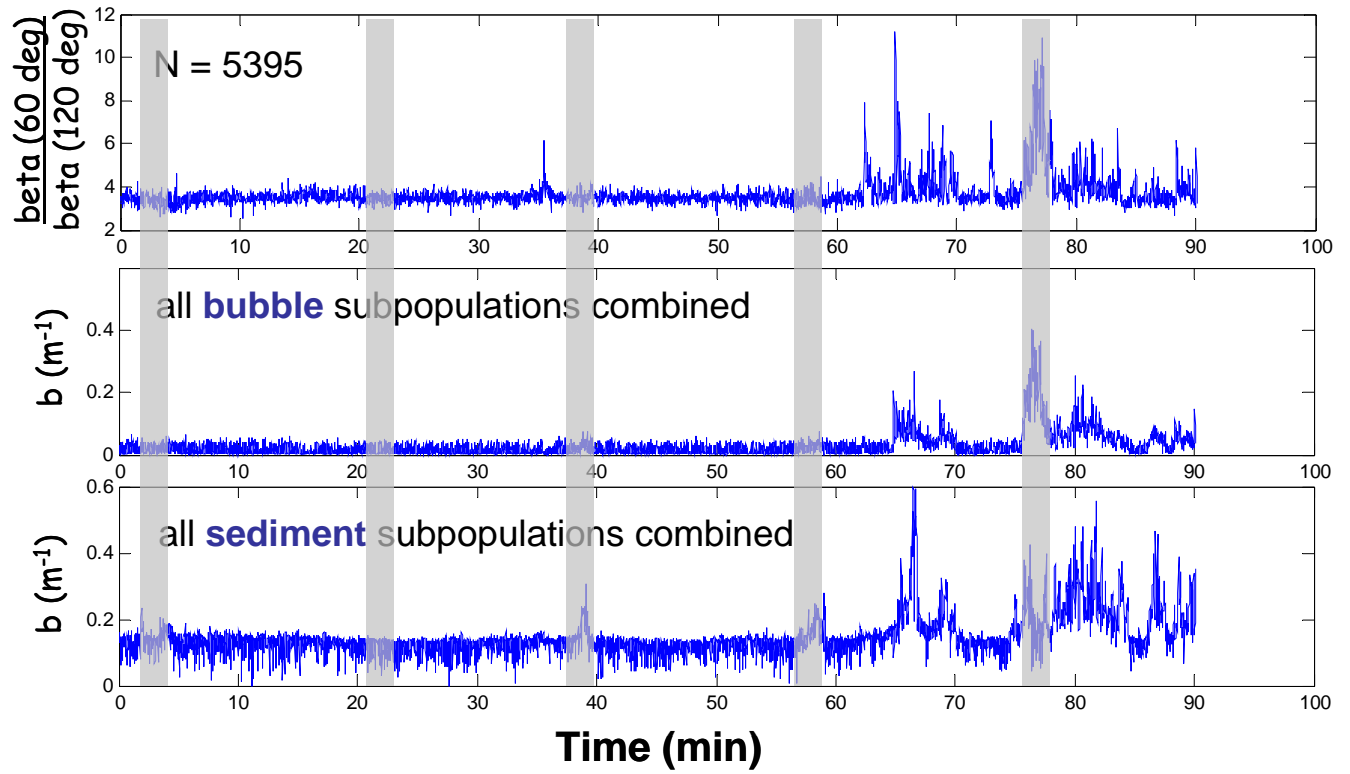 beta (60 deg)
beta (120 deg)
12
10
8
6
4
2
N = 5395
0 10 20 30 40 50 60 70 80 90 100
b (m-1)
0.4
0.2
0
all bubble subpopulations combined
0 10 20 30 40 50 60 70 80 90 100
b (m-1)
0.6
0.4
0.2
0
all sediment subpopulations combined
0 10 20 30 40 50 60 70 80 90 100
Time (min)